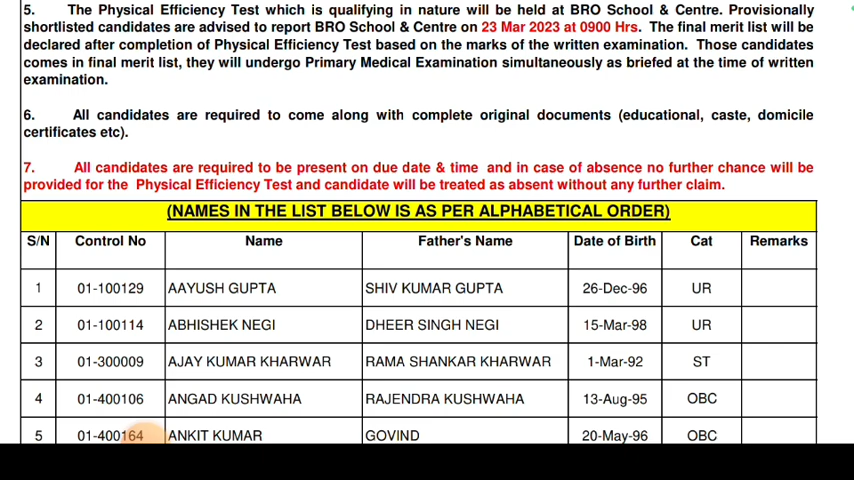 5. The Physical Efficiency Test which is qualifying in nature will be held at BRO School & Centre. Provisionally
shortlisted candidates are advised to report BRO School & Centre on 23 Mar 2023 at 0900 Hrs. The final merit list will be
declared after completion of Physical Efficiency Test based on the marks of the written examination. Those candidates
comes in final merit list, they will undergo Primary Medical Examination simultaneously as briefed at the time of written
examination.
6. All candidates are required to come along with complete original documents (educational, caste, domicile
certificates etc).
7. All candidates are required to be present on due date & time and in case of absence no further chance will be
provided for the Physical Efficiency Test and candidate will be treated as absent without any further claim.
(NAMES IN THE LIST BELOW IS AS PER ALPHABETICAL ORDER)
S/N Control No Name Father's Name Date of Birth Cat Remarks
1 01-100129 AAYUSH GUPTA SHIV KUMAR GUPTA 26-Dec-96 UR
2 01-100114 ABHISHEK NEGI DHEER SINGH NEGI 15-Mar-98 UR
3 01-300009 AJAY KUMAR KHARWAR RAMA SHANKAR KHARWAR 1-Mar-92 ST
4 01-400106 ANGAD KUSHWAHA RAJENDRA KUSHWAHA 13-Aug-95 OBC
5 01-400164 ANKIT KUMAR GOVIND 20-May-96 OBC